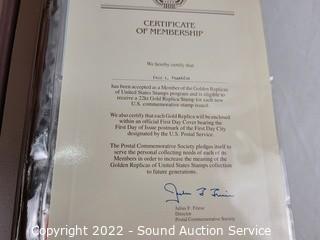 CERTIFICATE
OF MEMBERSHIP
We hereby certify that
has been accepted as a Member of the Golden Replicas
of United States Stamps program and is eligible to
receive a 22kt Gold Replica Stamp for each new
U.S. commemorative stamp issued.
We also certify that each Gold Replica will be enclosed
within an official First Day Cover bearing the
First Day of Issue postmark of the First Day City
designated by the U.S. Postal Service.
The Postal Commemorative Society pledges itself to
serve the personal collecting needs of each of its
Members in order to increase the meaning of the
Golden Replicas of United States Stamps collection
to future generations.
Julius F. Friese
Director
Postal Commemorative Society
Copyright 2022 - Sound Auction Service